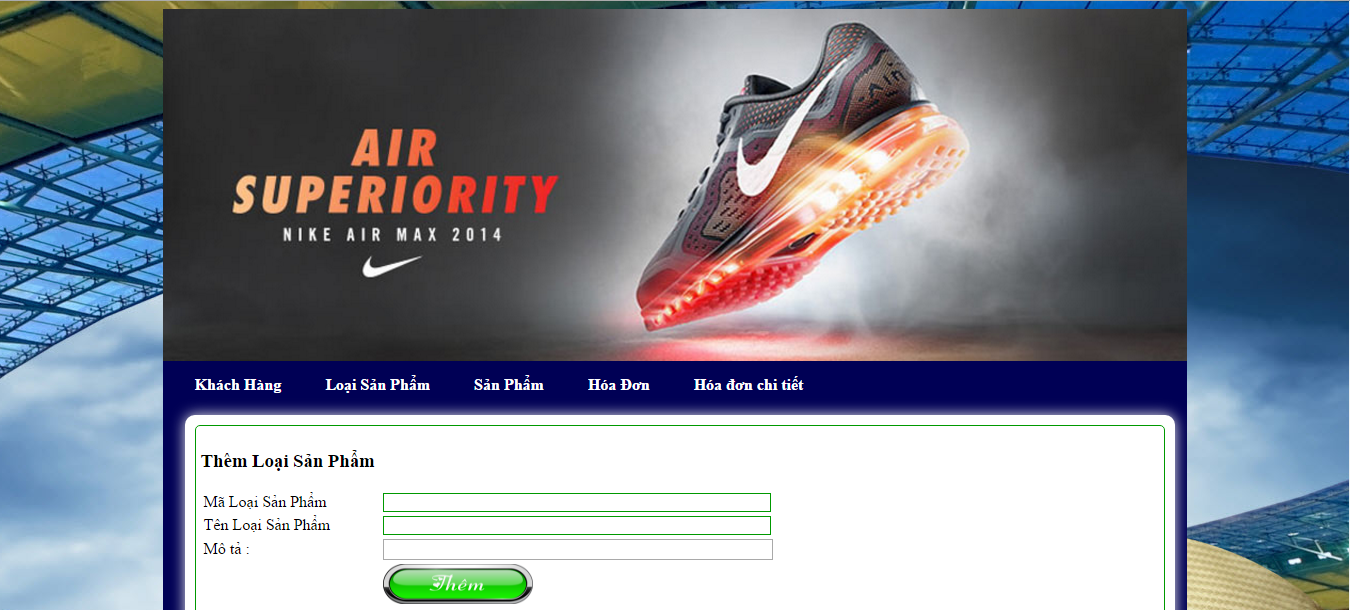 AIR
SUPERIORITY
NIKE AIR MAX 2014
Khách Hàng Loại Sản Phẩm Sản Phẩm Hóa Đơn Hóa đơn chi tiết
Thêm Loại Sản Phẩm
Mã Loại Sản Phẩm
Tên Loại Sản Phẩm
Mô tả :
Thêm